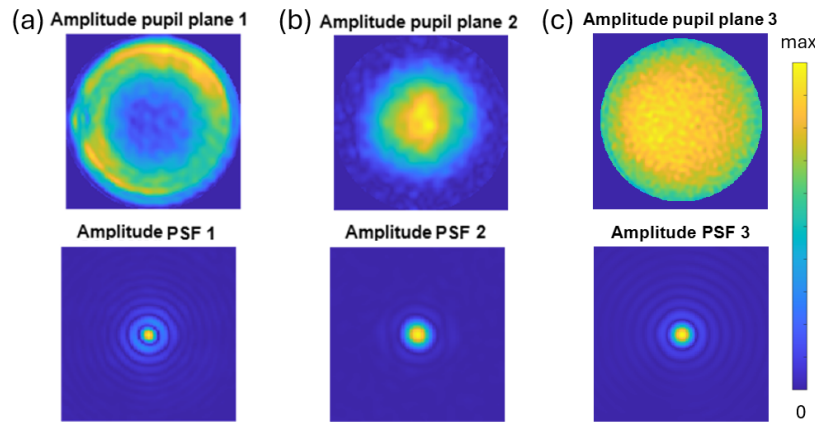 (a)
Amplitude pupil plane 1
(b)
Amplitude pupil plane 2
(c)
Amplitude pupil plane 3
max
Amplitude PSF 1
Amplitude PSF 2
Amplitude PSF 3
0